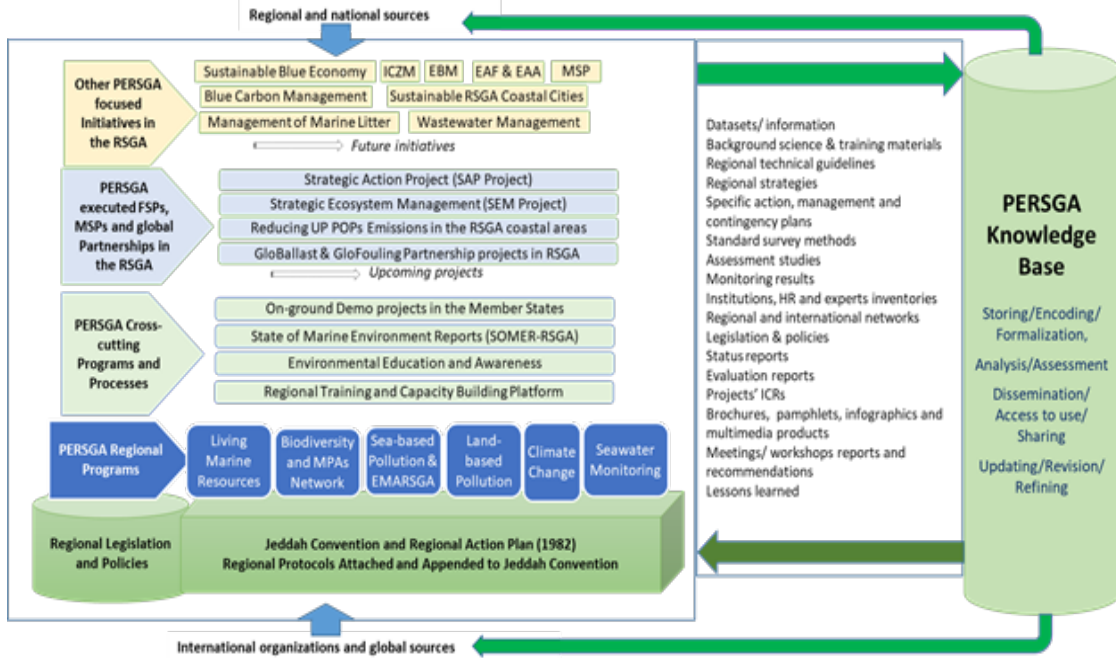 Regional and national sources
Other PERSGA
focused
Initiatives in
the RSGA
Sustainable Blue Economy
ICZM
EBM
EAF & EAA
MSP
Blue Carbon Management
Sustainable RSGA Coastal Cities
Management of Marine Litter
Wastewater Management
Future initiatives
PERSGA
executed FSPs,
MSPs and global
Partnerships in
the RSGA
Strategic Action Project (SAP Project)
Strategic Ecosystem Management (SEM Project)
Reducing UP POPs Emissions in the RSGA coastal areas
GloBallast & GloFouling Partnership projects in RSGA
Upcoming projects
PERSGA Cross-
cutting
Programs and
Processes
On-ground Demo projects in the Member States
State of Marine Environment Reports (SOMER-RSGA)
Environmental Education and Awareness
Regional Training and Capacity Building Platform
PERSGA Regional
Programs
Living
Marine
Resources
Biodiversity
and MPAs
Network
Sea-based
Pollution &
EMARSGA
Land-
based
Pollution
Climate
Change
Seawater
Monitoring
Regional Legislation
and Policies
Jeddah Convention and Regional Action Plan (1982)
Regional Protocols Attached and Appended to Jeddah Convention
International organizations and global sources
Datasets/ information
Background science & training materials
Regional technical guidelines
Regional strategies
Specific action, management and
contingency plans
Standard survey methods
Assessment studies
Monitoring results
Institutions, HR and experts inventories
Regional and international networks
Legislation & policies
Status reports
Evaluation reports
Projects' ICRs
Brochures, pamphlets, infographics and
multimedia products
Meetings/ workshops reports and
recommendations
Lessons learned
PERSGA
Knowledge
Base
Storing/Encoding/
Formalization,
Analysis/Assessment
Dissemination/
Access to use/
Sharing
Updating/Revision/
Refining